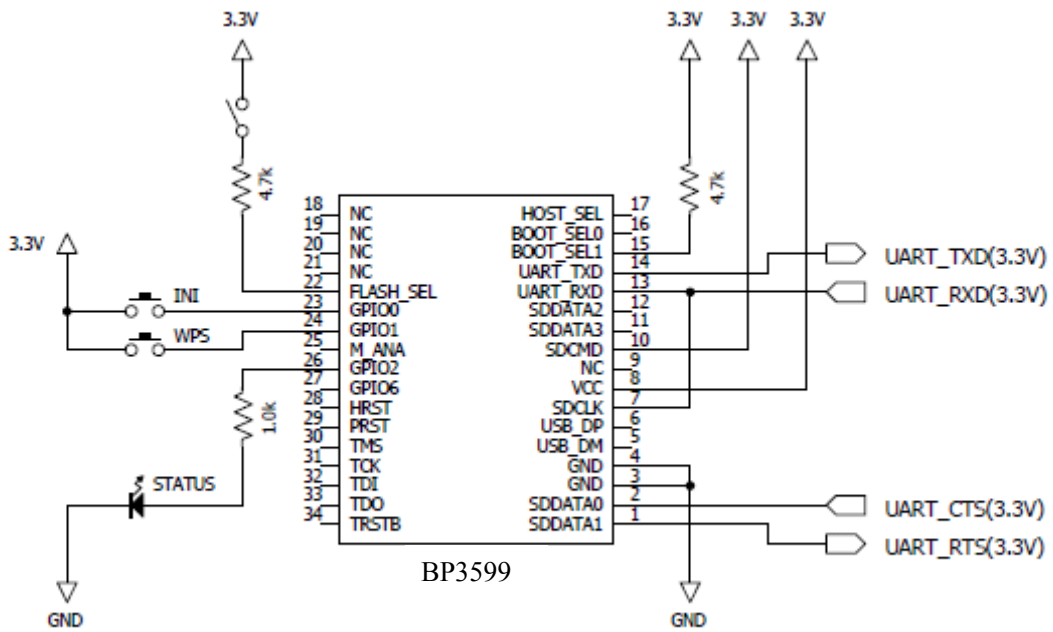 3.3V
3.3V 3.3V 3.3V
4.7k
4.7k
3.3V
INI
WPS
1.0k
STATUS
GND
18 NC
19 NC
20 NC
21 NC
22 FLASH_SEL
23 GPIO0
24 GPIO1
25 M_ANA
26 GPIO2
27 GPIO6
28 HRST
29 PRST
30 TMS
31 TCK
32 TDI
33 TDO
34 TRSTB
HOST_SEL 17
BOOT_SEL0 16
BOOT_SEL1 15
UART_TXD 14
UART_RXD 13
SDDATA2 12
SDDATA3 11
SDCMD 10
NC 9
VCC 8
SDCLK 7
USB_DP 6
USB_DM 5
GND 4
GND 3
SDDATA0 2
SDDATA1 1
BP3599
UART_TXD(3.3V)
UART_RXD(3.3V)
UART_CTS(3.3V)
UART_RTS(3.3V)
GND